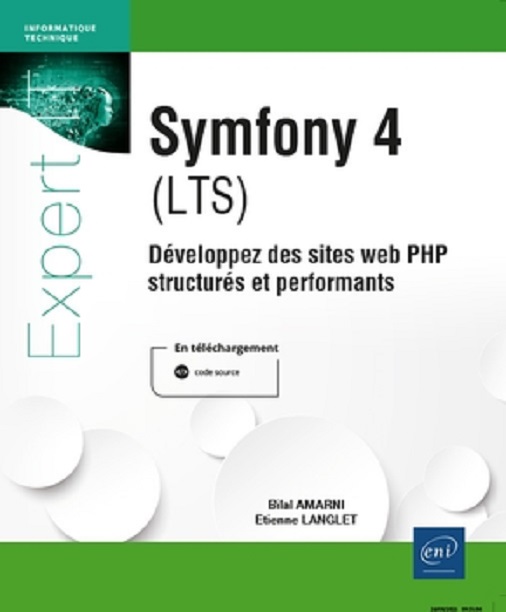 INFORMATIQUE
TECHNIQUE
Expert IT
Symfony 4
(LTS)
Développez des sites web PHP
structurés et performants
En téléchargement
code source
Bilal AMARNI
Etienne LANGLET
eni